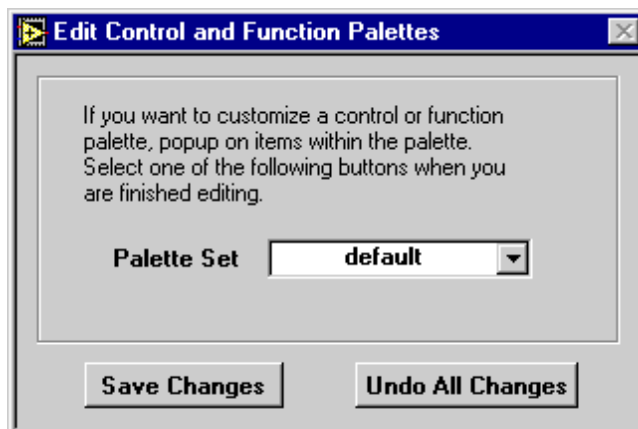 Edit Control and Function Palettes
If you want to customize a control or function
palette, popup on items within the palette.
Select one of the following buttons when you
are finished editing.
Palette Set default
Save Changes Undo All Changes